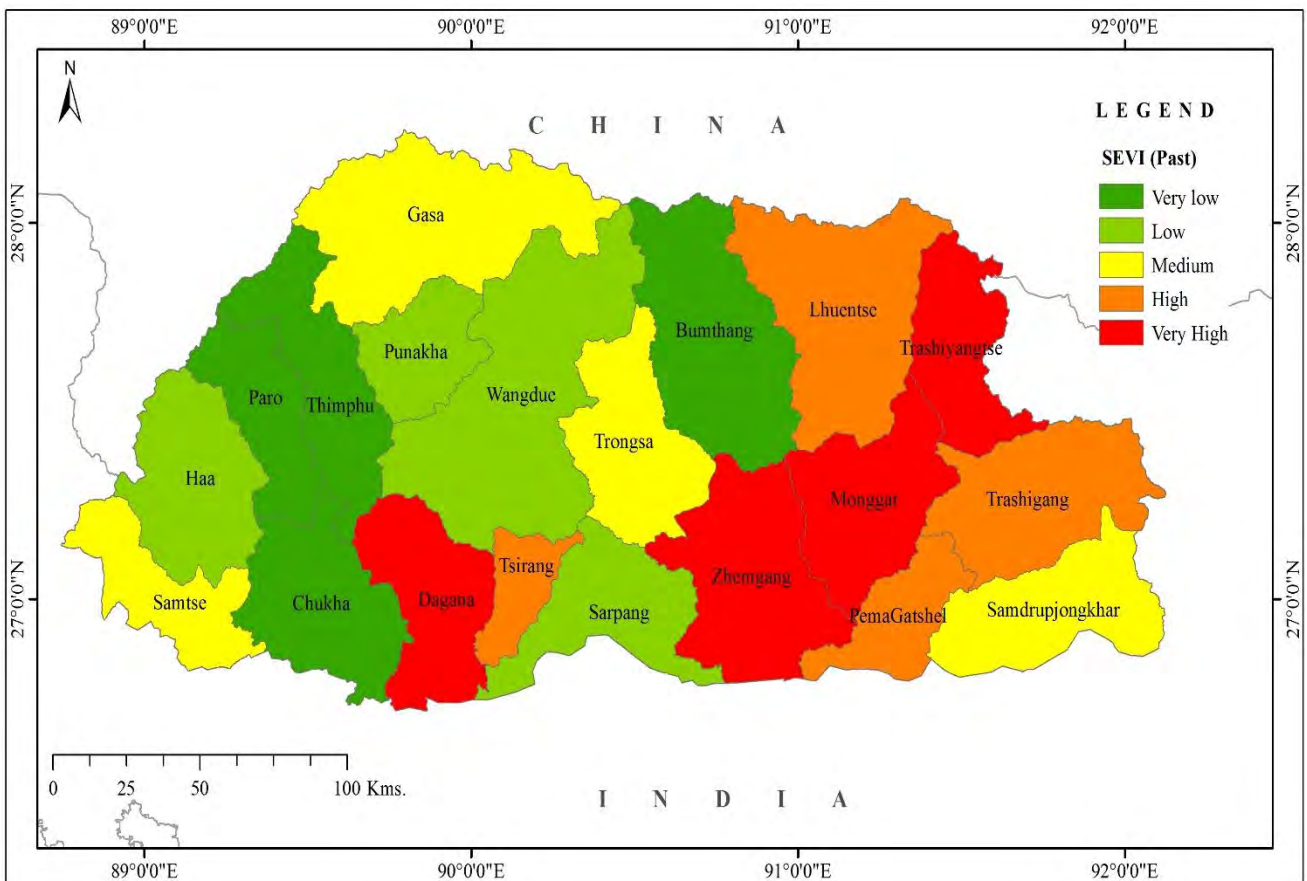 89°0'0"E 90°0'0"E 91°0'0"E 92°0'0"E
N
C H I N A
L E G E N D
SEVI (Past)
Very low
Low
Medium
High
Very High
28°0'0"N 28°0'0"N
Gasa
Lhuentse
Bumthang
Punakha
Trashiyangtse
Wangdue
Paro
Thimphu
Trongsa
Haa
Monggar
Trashigang
Tsirang
Zhemgang
27°0'0"N 27°0'0"N
Samtse
Chukha
Dagana
Sarpang
PemaGatshel
Samdrupjongkhar
0 25 50 100 Kms.
I N D I A
89°0'0"E 90°0'0"E 91°0'0"E 92°0'0"E